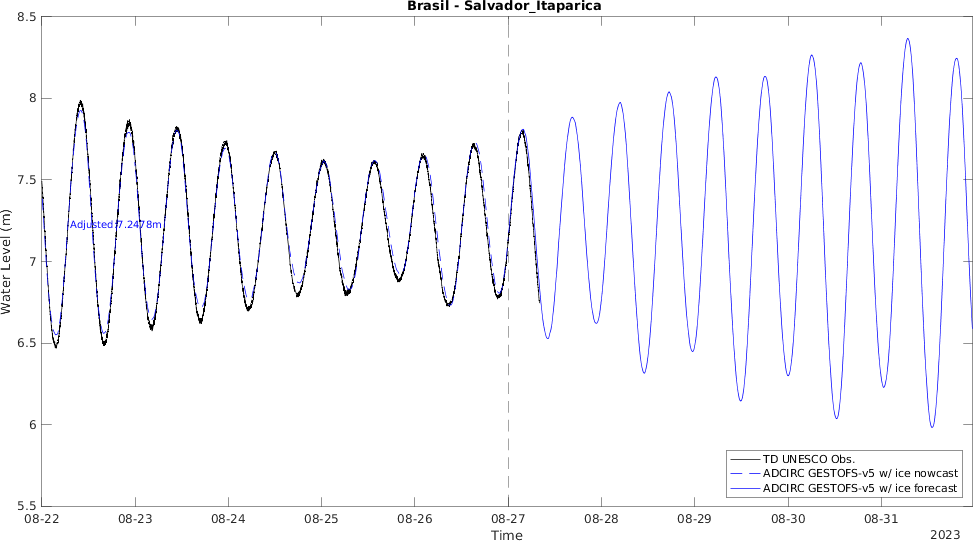 Brasil - Salvador_Itaparica
8.5
8
7.5
7
6.5
6
5.5
Water Level (m)
Adjusted:7.2478m
TD UNESCO Obs.
ADCIRC GESTOFS-v5 w/ ice nowcast
ADCIRC GESTOFS-v5 w/ ice forecast
08-22 08-23 08-24 08-25 08-26 08-27 08-28 08-29 08-30 08-31
Time
2023